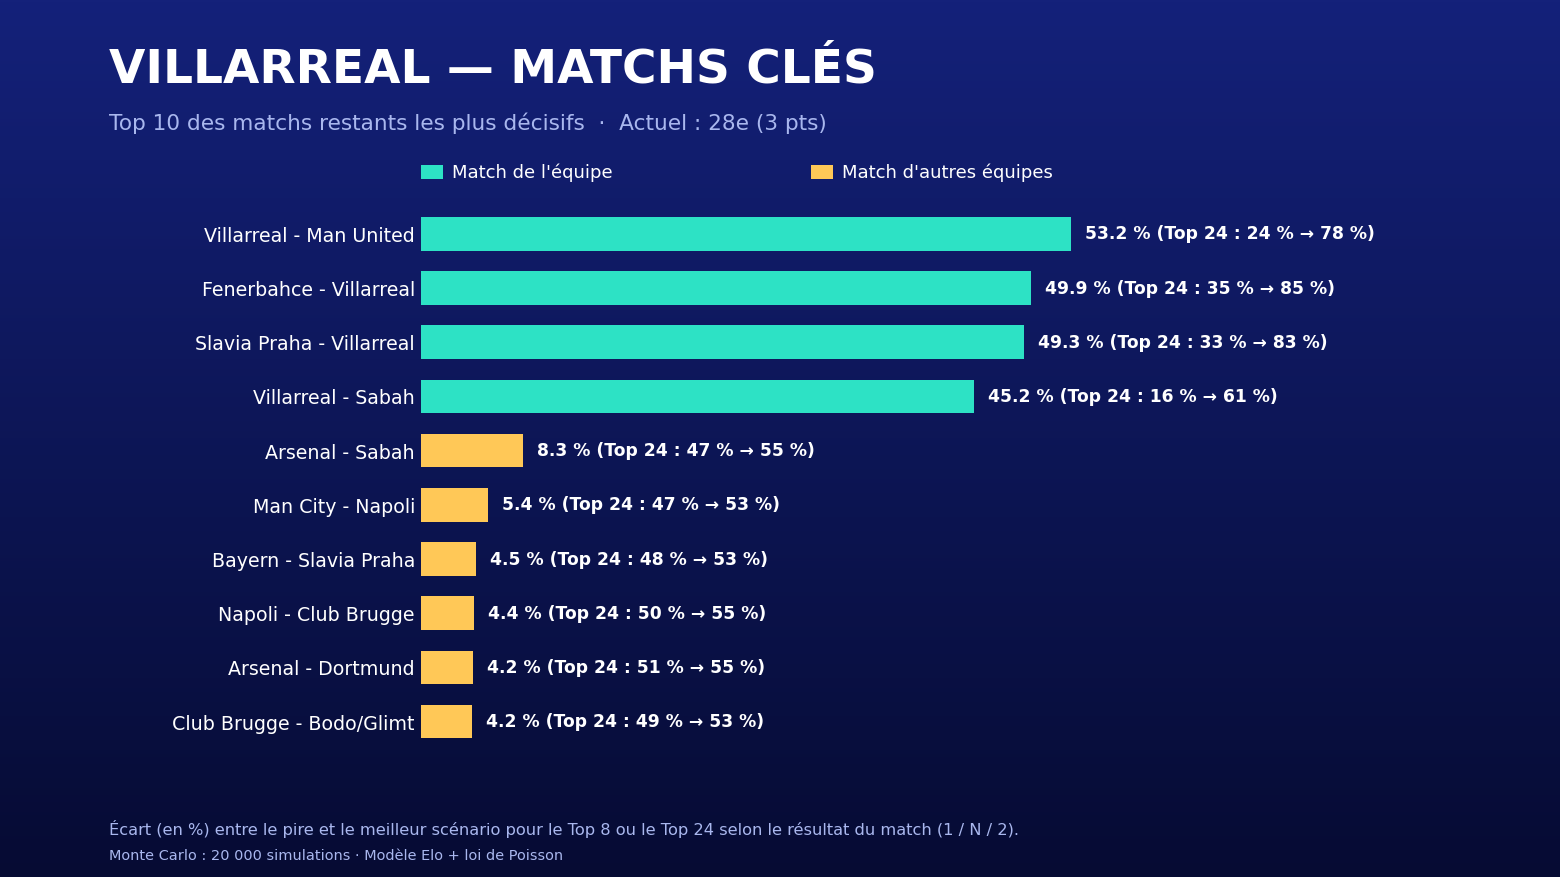 VILLARREAL — MATCHS CLÉS
Top 10 des matchs restants les plus décisifs · Actuel : 28e (3 pts)
Match de l'équipe
Match d'autres équipes
Villarreal - Man United 53.2 % (Top 24 : 24 % → 78 %)
Fenerbahce - Villarreal 49.9 % (Top 24 : 35 % → 85 %)
Slavia Praha - Villarreal 49.3 % (Top 24 : 33 % → 83 %)
Villarreal - Sabah 45.2 % (Top 24 : 16 % → 61 %)
Arsenal - Sabah 8.3 % (Top 24 : 47 % → 55 %)
Man City - Napoli 5.4 % (Top 24 : 47 % → 53 %)
Bayern - Slavia Praha 4.5 % (Top 24 : 48 % → 53 %)
Napoli - Club Brugge 4.4 % (Top 24 : 50 % → 55 %)
Arsenal - Dortmund 4.2 % (Top 24 : 51 % → 55 %)
Club Brugge - Bodo/Glimt 4.2 % (Top 24 : 49 % → 53 %)
Écart (en %) entre le pire et le meilleur scénario pour le Top 8 ou le Top 24 selon le résultat du match (1 / N / 2).
Monte Carlo : 20 000 simulations · Modèle Elo + loi de Poisson